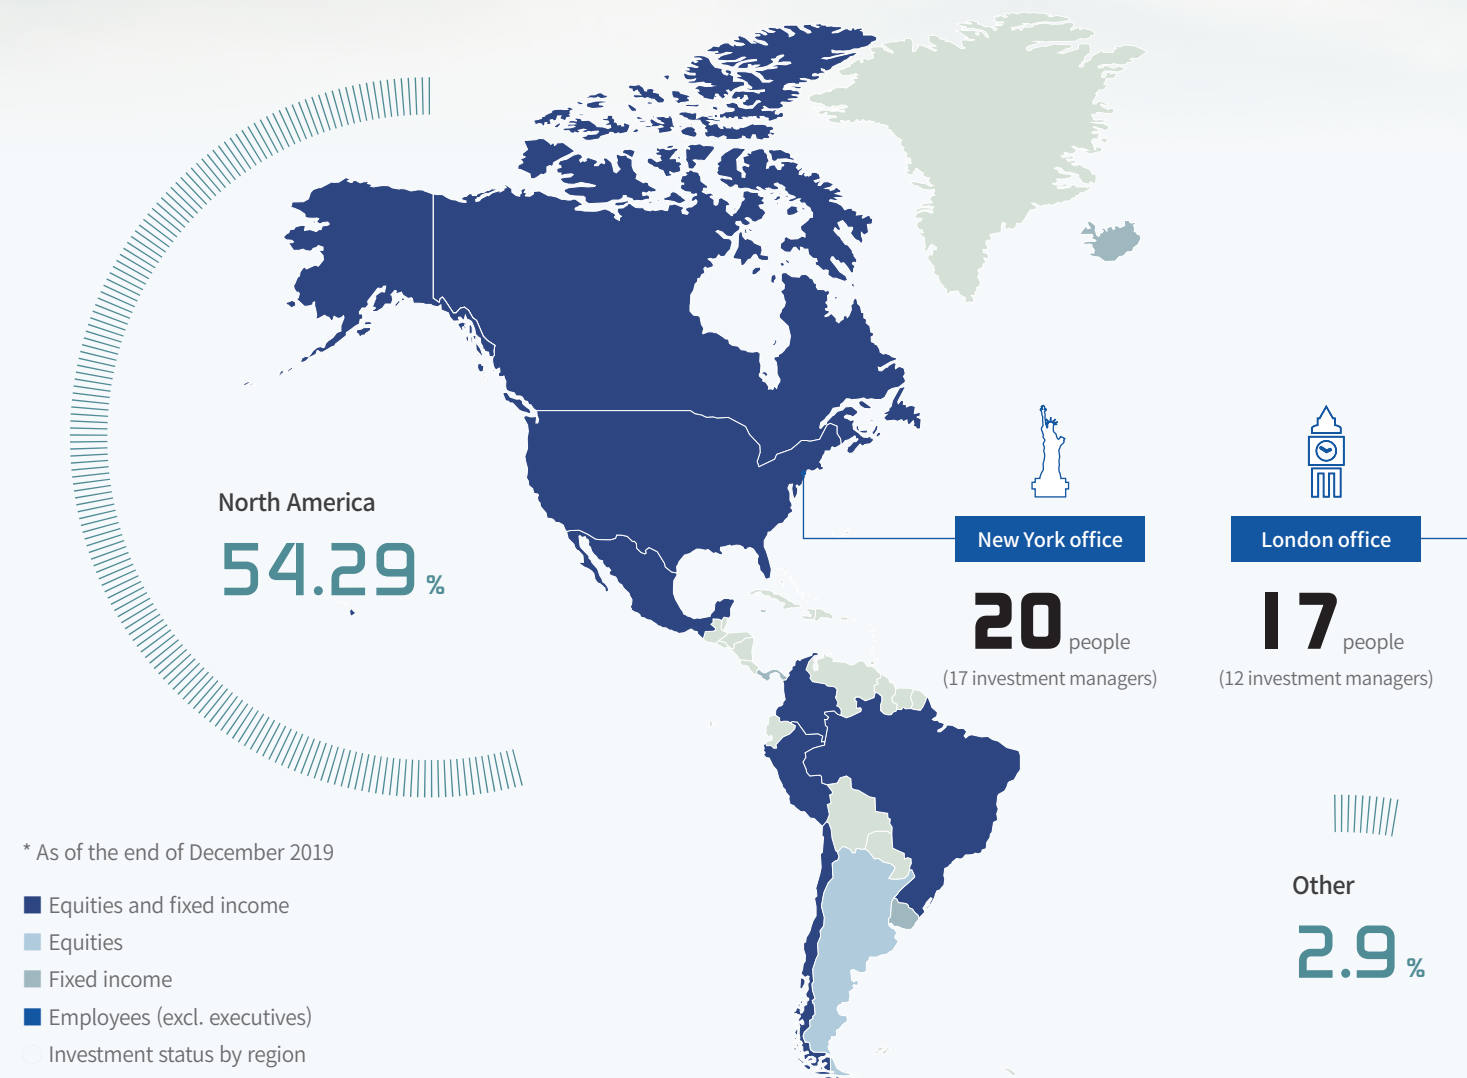 North America
54.29 %
New York office
20 people
(17 investment managers)
London office
17 people
(12 investment managers)
Other
2.9 %
* As of the end of December 2019
Equities and fixed income
Equities
Fixed income
Employees (excl. executives)
Investment status by region